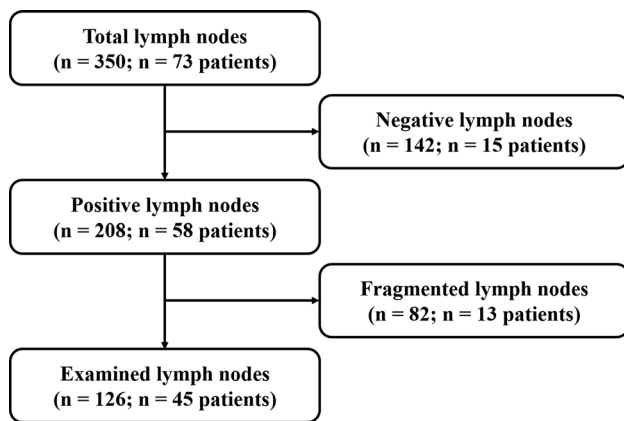 Total lymph nodes
(n = 350; n = 73 patients)
Negative lymph nodes
(n = 142; n = 15 patients)
Positive lymph nodes
(n = 208; n = 58 patients)
Fragmented lymph nodes
(n = 82; n = 13 patients)
Examined lymph nodes
(n = 126; n = 45 patients)